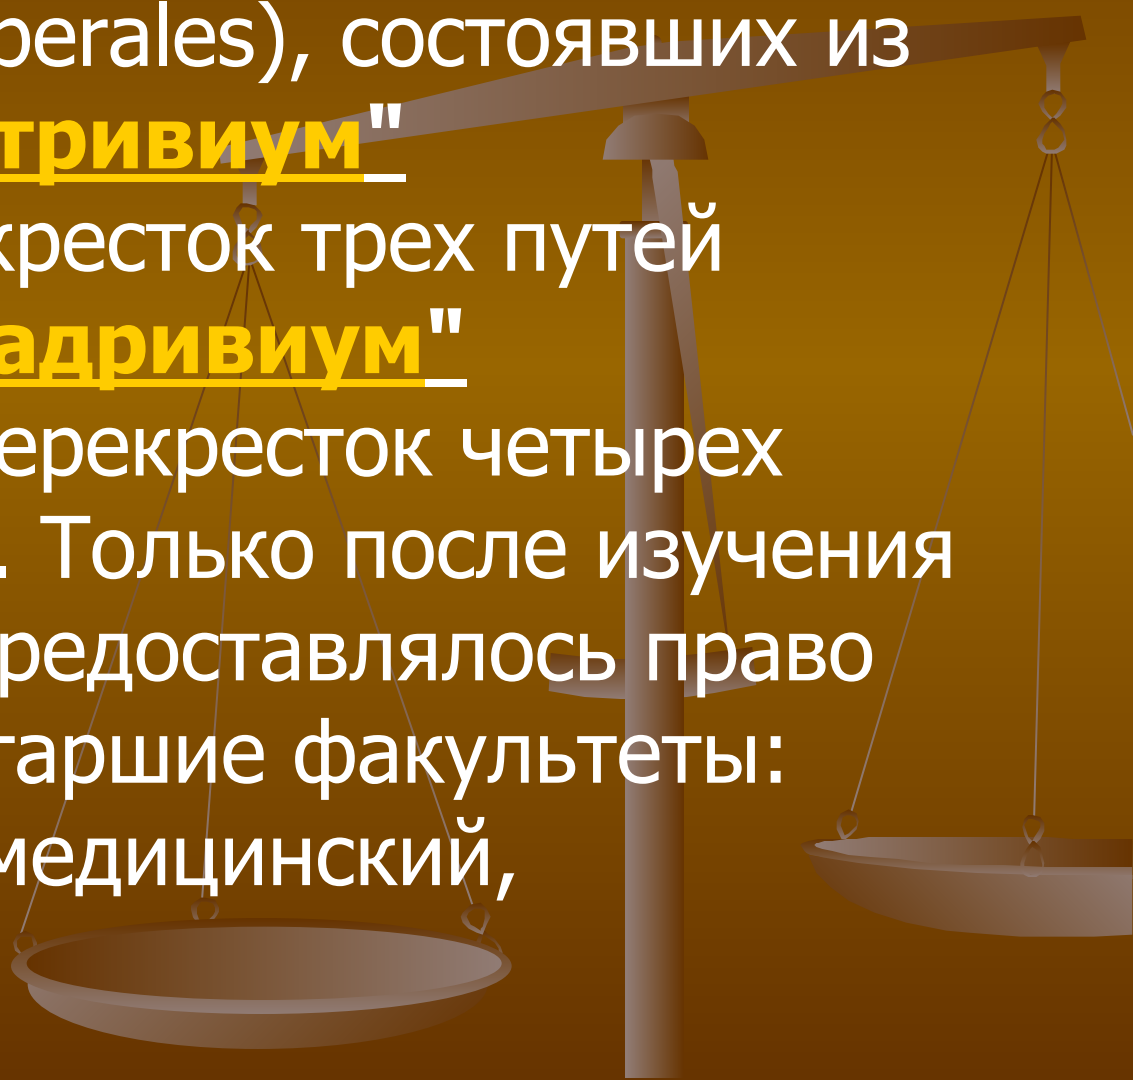 berales), состоявших из
тривиум"
кресток трех путей
адривиум"
ерекресток четырех
. Только после изучения
редоставлялось право
таршие факультеты:
медицинский,